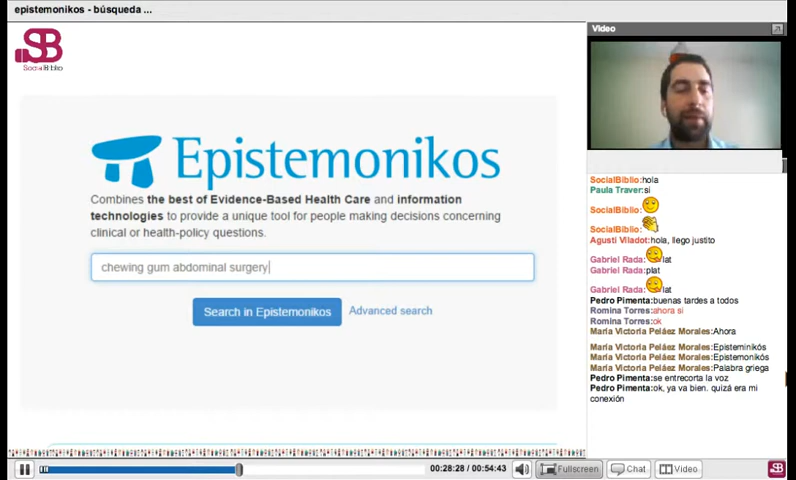 epistemonikos - búsqueda ...
SB
SocialBiblio
Video
Epistemonikos
Combines the best of Evidence-Based Health Care and information
technologies to provide a unique tool for people making decisions concerning
clinical or health-policy questions.
chewing gum abdominal surgery
Search in Epistemonikos
Advanced search
SocialBiblio:hola
Paula Traver:si
SocialBiblio:
SocialBiblio:
Agusti Viladot:hola, llego justito
Gabriel Rada: lat
Gabriel Rada:plat
Gabriel Rada: lat
Pedro Pimenta:buenas tardes a todos
Romina Torres:ahora si
Romina Torres:ok
María Victoria Peláez Morales:Ahora
María Victoria Peláez Morales:Episteminikós
María Victoria Peláez Morales:Epistemonikós
María Victoria Peláez Morales:Palabra griega
Pedro Pimenta:se entrecorta la voz
Pedro Pimenta:ok, ya va bien. quizá era mi
conexión
00:28:28 / 00:54:43
Fullscreen
Chat
Video
SB